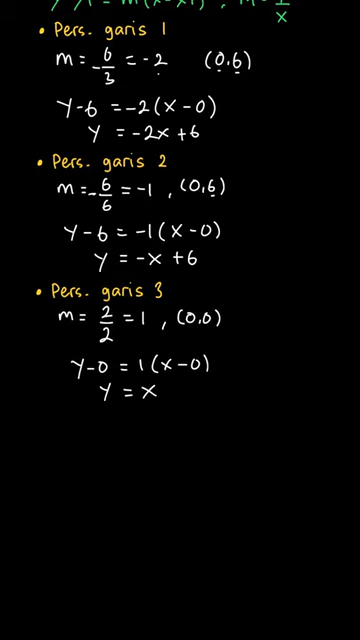 = m(x-x1), M = Y
X
• Pers. garis 1
m = -6/3 = -2 (0,6)
Y-6 = -2(x-0)
Y = -2x+6
• Pers. garis 2
m = -6/6 = -1, (0,6)
Y-6 = -1(x-0)
Y = -x+6
• Pers. garis 3
m = 2/2 = 1, (0,0)
Y-0 = 1(x-0)
Y = x